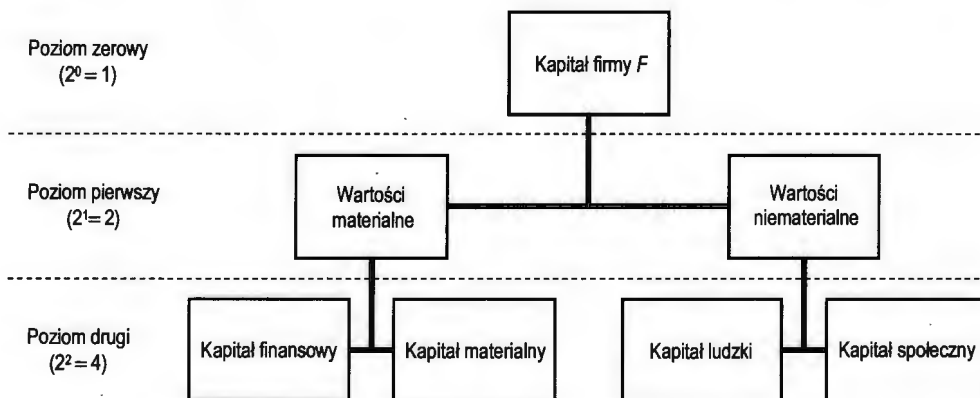 Poziom zerowy
(2⁰ = 1)
Kapitał firmy F
Poziom pierwszy
(2¹= 2)
Wartości
materialne
Wartości
niematerialne
Poziom drugi
(2² = 4)
Kapitał finansowy
Kapitał materialny
Kapitał ludzki
Kapitał społeczny